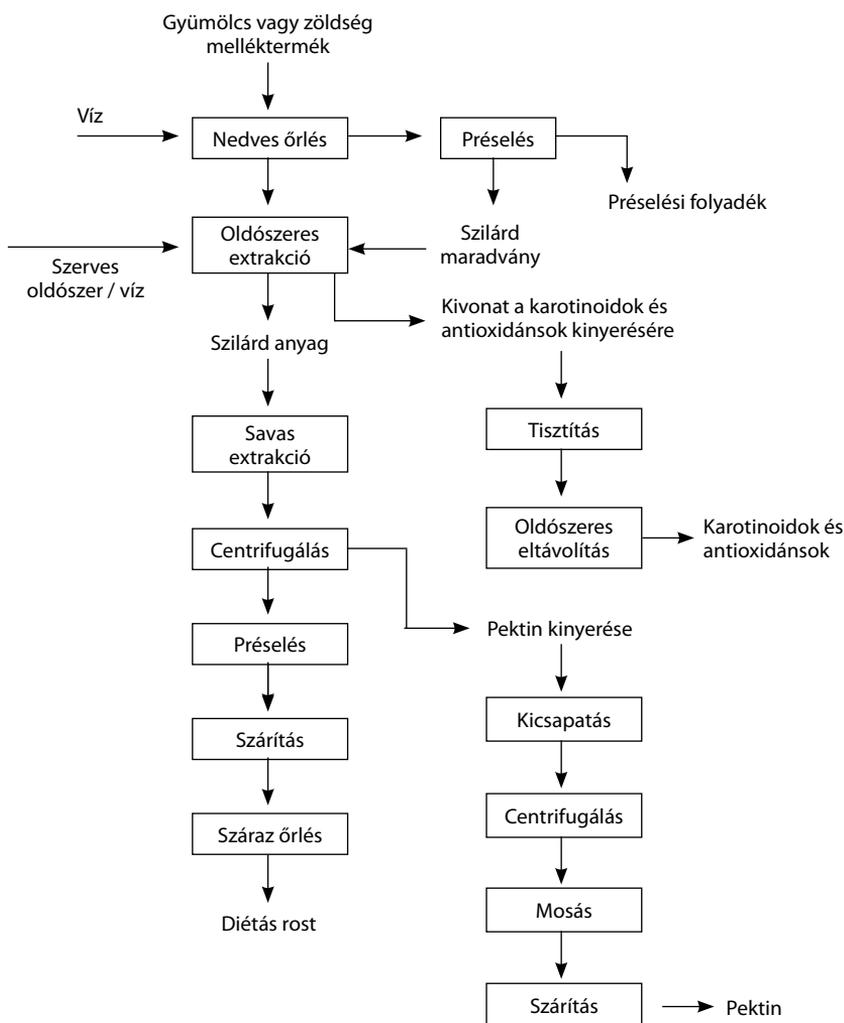 Gyümölcs vagy zöldség
melléktermék
Víz
Nedves őrlés
Préselés
Préselési folyadék
Oldószeres
extrakció
Szilárd
maradvány
Szerves
oldószer / víz
Kivonat a karotinoidok és
antioxidánsok kinyerésére
Szilárd anyag
Savas
extrakció
Tisztítás
Oldószeres
eltávolítás
Karotinoidok és
antioxidánsok
Centrifugálás
Pektin kinyerése
Préselés
Kicsapatás
Szárítás
Centrifugálás
Száraz őrlés
Mosás
Diétás rost
Szárítás
Pektin